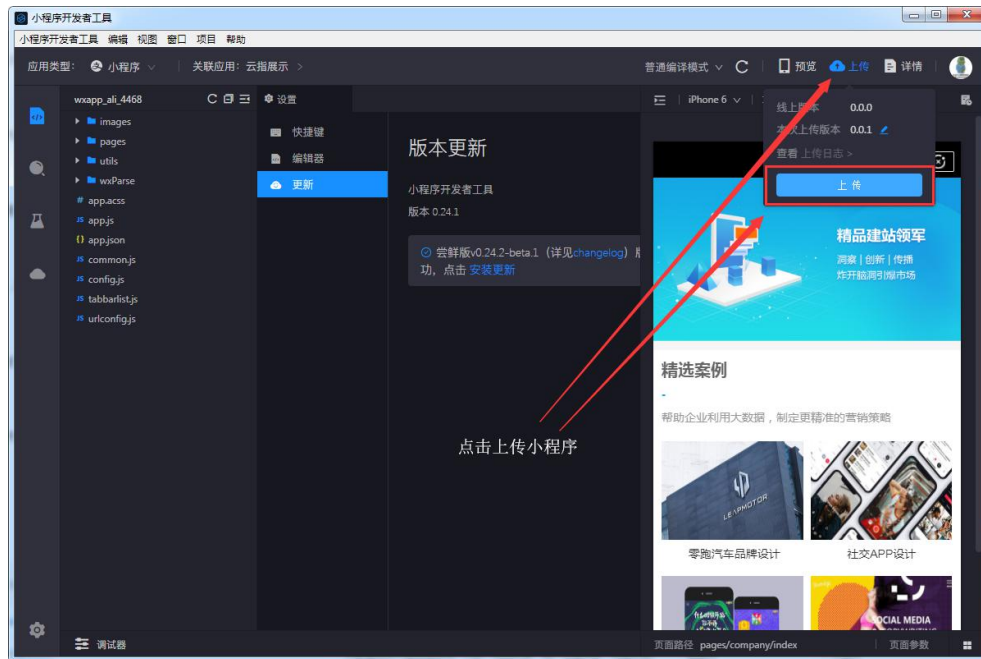 小程序开发者工具
小程序开发者工具 编辑 视图 窗口 项目 帮助
应用类型： 小程序 关联应用：云指展示 >
普通编译模式 预览 上传 详情
wxapp_ali_4468
images
pages
utils
wxParse
app.acss
JS app.js
{} app.json
JS common.js
JS config.js
JS tabbarlist.js
JS urlconfig.js
设置
快捷键
编辑器
更新
版本更新
小程序开发者工具
版本 0.24.1
尝鲜版v0.24.2-beta.1（详见changelog）
功，点击 安装更新
iPhone 6
线上版本 0.0.0
本次上传版本 0.0.1
查看 上传日志 >
上 传
精品建站领军
洞察 | 创新 | 传播
炸开脑洞引爆市场
精选案例
帮助企业利用大数据，制定更精准的营销策略
点击上传小程序
LEAPMOTOR
零跑汽车品牌设计
社交APP设计
SOCIAL MEDIA
调试器
页面路径 pages/company/index
页面参数